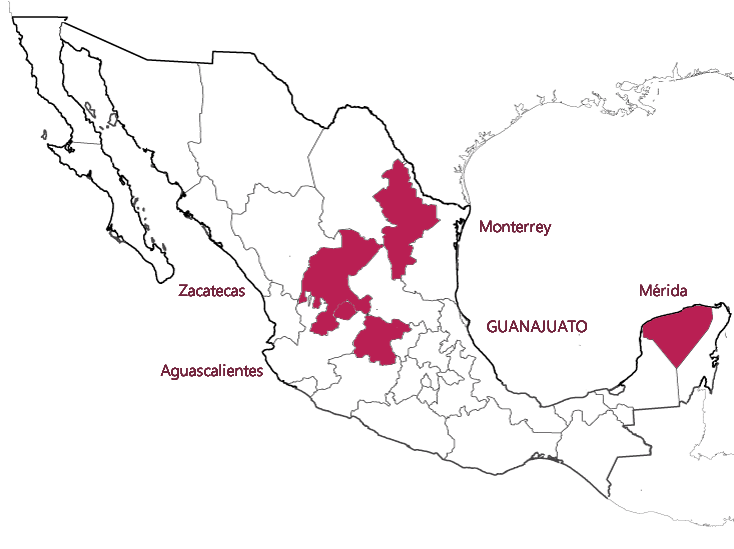 Monterrey
Zacatecas
Mérida
GUANAJUATO
Aguascalientes